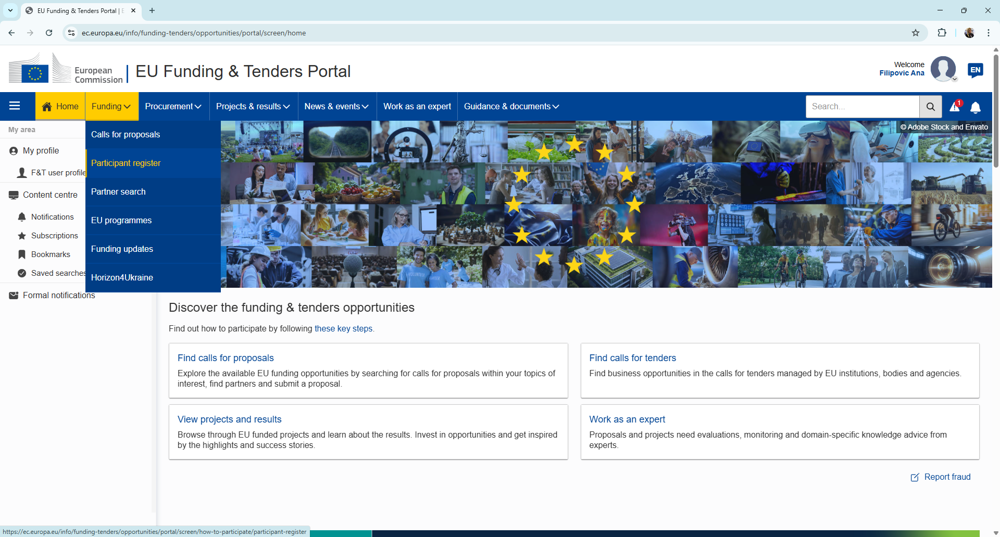 EU Funding & Tenders Portal | E
ec.europa.eu/info/funding-tenders/opportunities/portal/screen/home
European
Commission
EU Funding & Tenders Portal
Welcome
Filipovic Ana
EN
Home
Funding
Procurement
Projects & results
News & events
Work as an expert
Guidance & documents
Search...
1
My area
My profile
F&T user profile
Content centre
Notifications
Subscriptions
Bookmarks
Saved searches
Formal notifications
Calls for proposals
Participant register
Partner search
EU programmes
Funding updates
Horizon4Ukraine
© Adobe Stock and Envato
VOLUNTEER
Discover the funding & tenders opportunities
Find out how to participate by following these key steps.
Find calls for proposals
Explore the available EU funding opportunities by searching for calls for proposals within your topics of
interest, find partners and submit a proposal.
Find calls for tenders
Find business opportunities in the calls for tenders managed by EU institutions, bodies and agencies.
View projects and results
Browse through EU funded projects and learn about the results. Invest in opportunities and get inspired
by the highlights and success stories.
Work as an expert
Proposals and projects need evaluations, monitoring and domain-specific knowledge advice from
experts.
Report fraud
https://ec.europa.eu/info/funding-tenders/opportunities/portal/screen/how-to-participate/participant-register